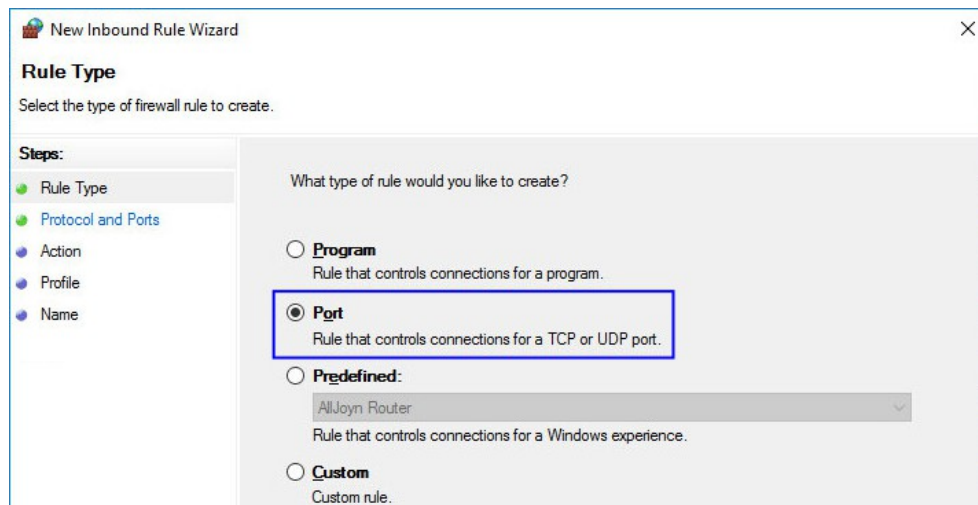 New Inbound Rule Wizard
Rule Type
Select the type of firewall rule to create.
Steps:
Rule Type
Protocol and Ports
Action
Profile
Name
What type of rule would you like to create?
Program
Rule that controls connections for a program.
Port
Rule that controls connections for a TCP or UDP port.
Predefined:
AllJoyn Router
Rule that controls connections for a Windows experience.
Custom
Custom rule.